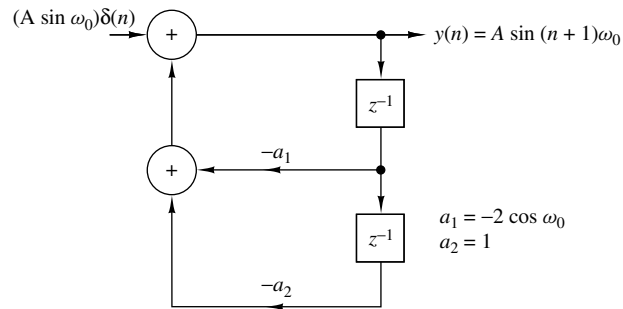 (A sin ω₀)δ(n)
+
y(n) = A sin (n + 1)ω₀
z⁻¹
+
−a₁
z⁻¹
a₁ = −2 cos ω₀
a₂ = 1
−a₂